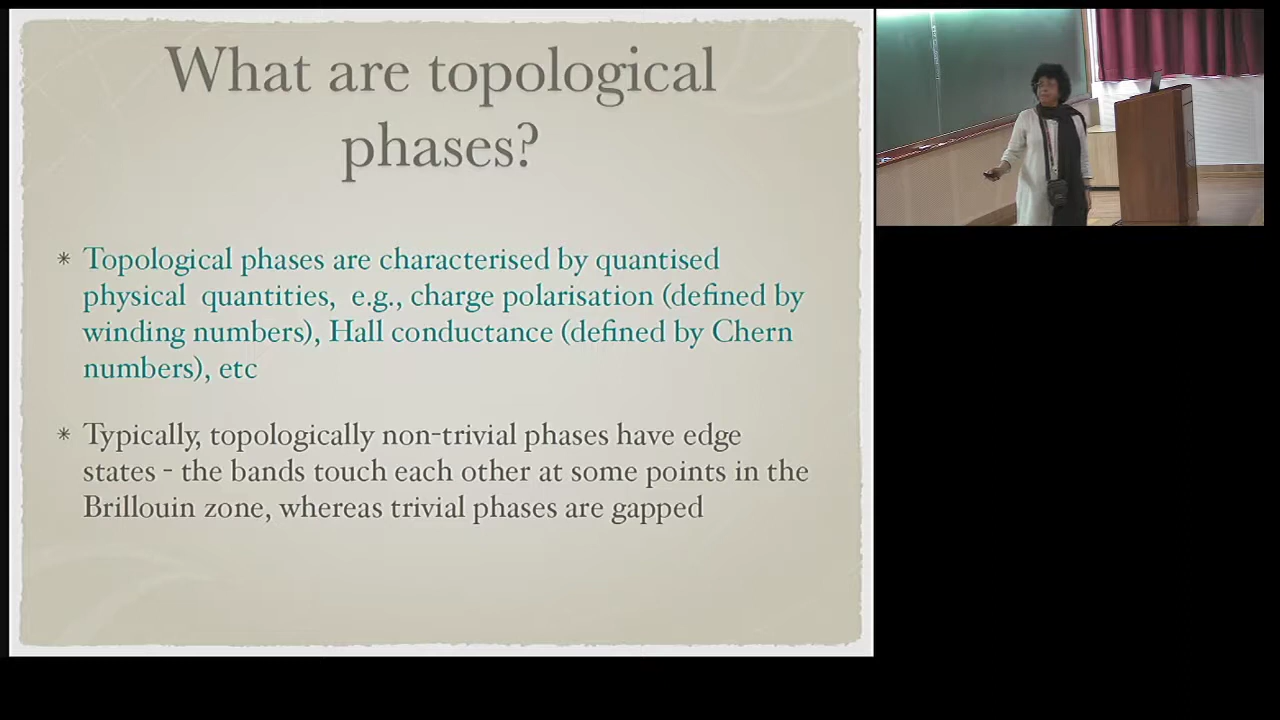 What are topological
phases?
* Topological phases are characterised by quantised
physical quantities, e.g., charge polarisation (defined by
winding numbers), Hall conductance (defined by Chern
numbers), etc
* Typically, topologically non-trivial phases have edge
states - the bands touch each other at some points in the
Brillouin zone, whereas trivial phases are gapped